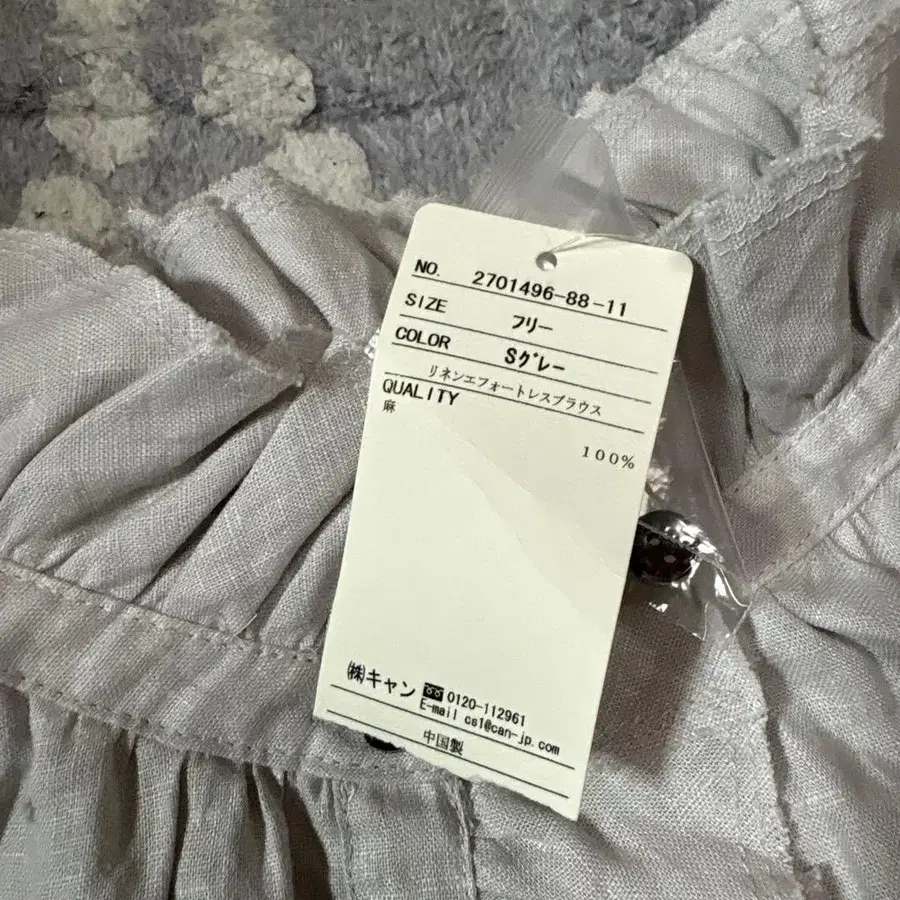 NO. 2701496-88-11
SIZE フリー
COLOR Sグレー
リネンエフォートレスブラウス
QUALITY
麻
100%
㈱キャン 0120-112961
E-mail cs1@can-jp.com
中国製